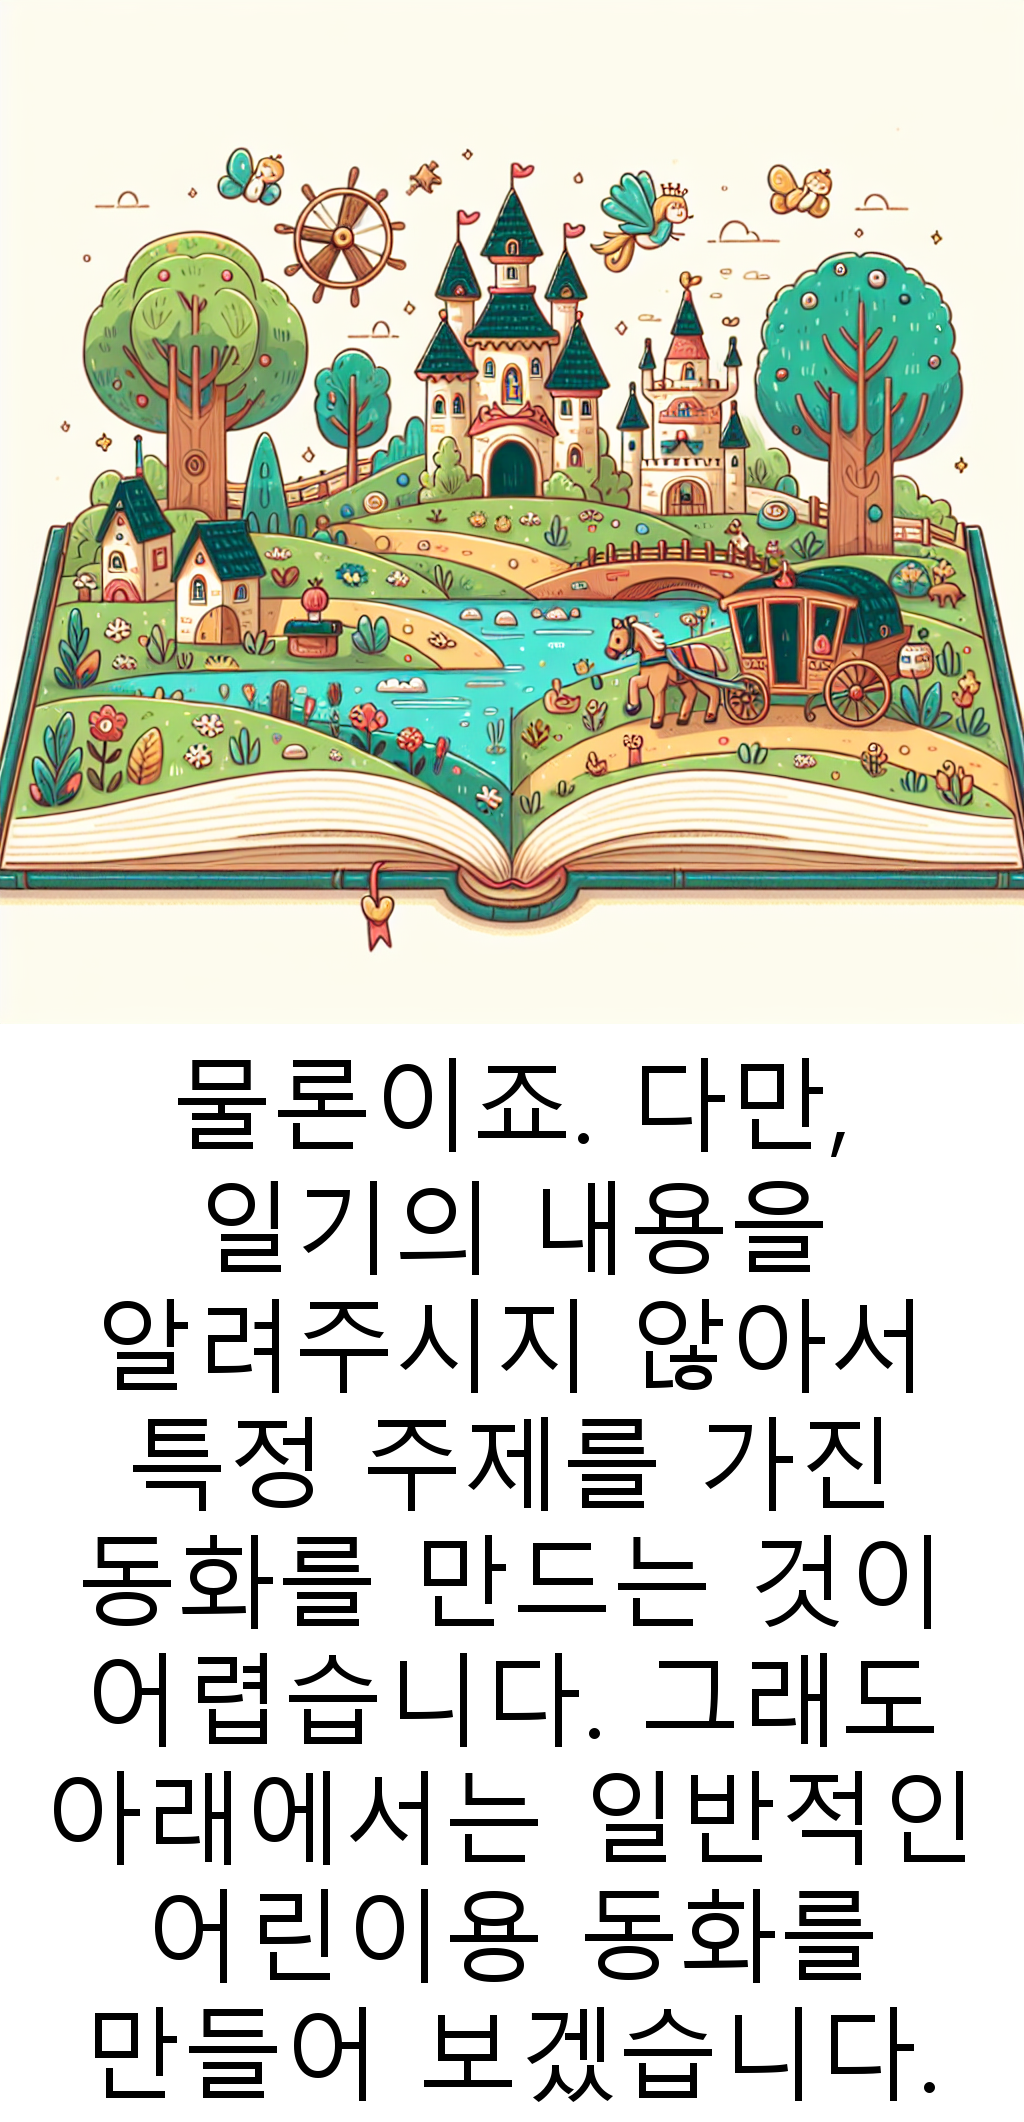 물론이죠. 다만,
일기의 내용을
알려주시지 않아서
특정 주제를 가진
동화를 만드는 것이
어렵습니다. 그래도
아래에서는 일반적인
어린이용 동화를
만들어 보겠습니다.